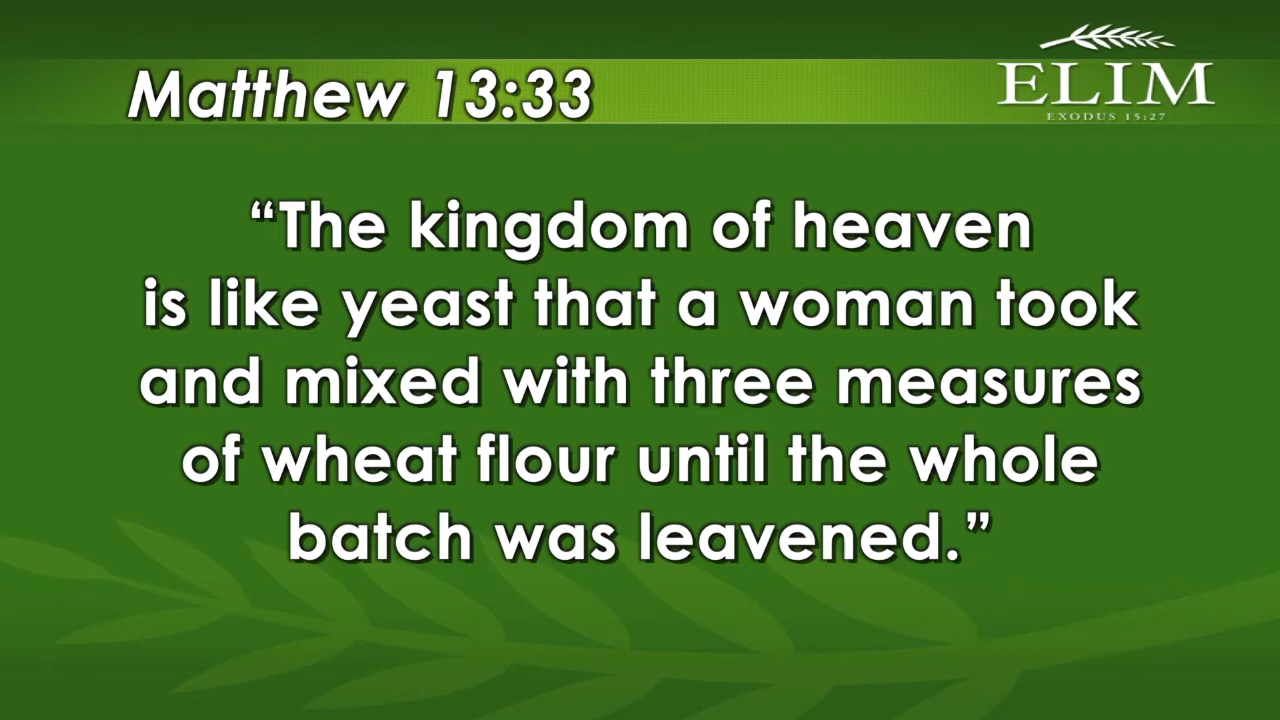 Matthew 13:33
ELIM
EXODUS 15:27
“The kingdom of heaven
is like yeast that a woman took
and mixed with three measures
of wheat flour until the whole
batch was leavened.”